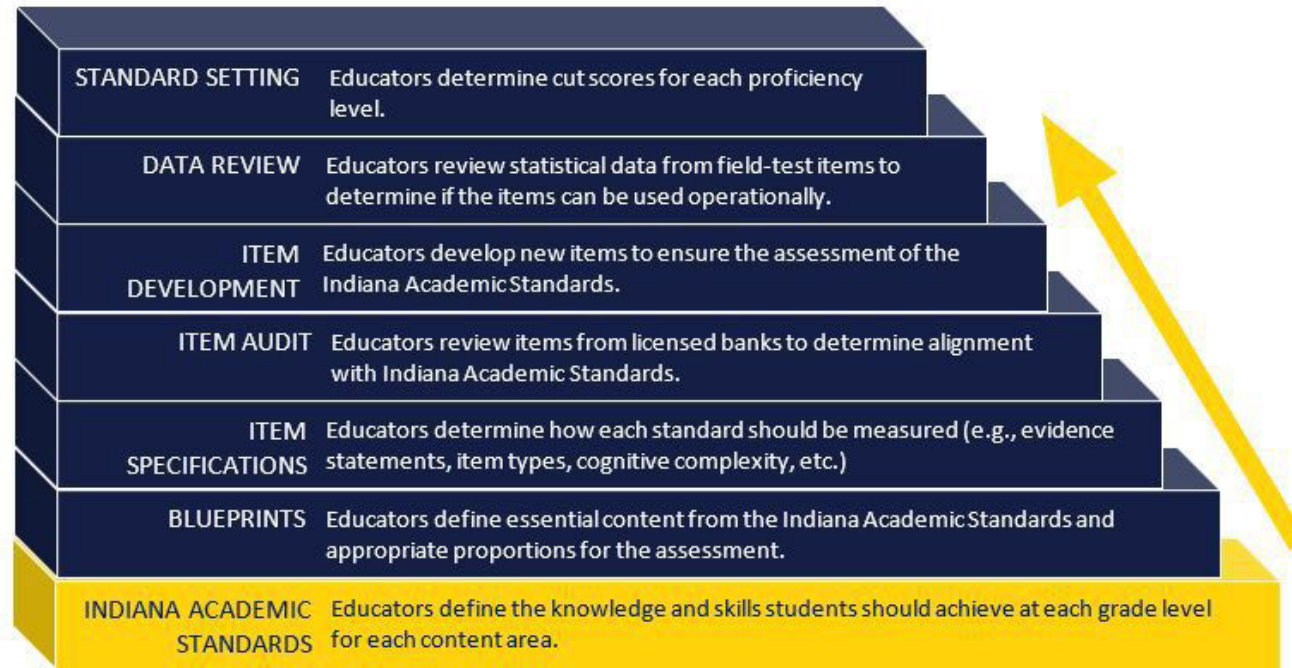 STANDARD SETTING Educators determine cut scores for each proficiency
level.
DATA REVIEW Educators review statistical data from field-test items to
determine if the items can be used operationally.
ITEM Educators develop new items to ensure the assessment of the
DEVELOPMENT Indiana Academic Standards.
ITEM AUDIT Educators review items from licensed banks to determine alignment
with Indiana Academic Standards.
ITEM Educators determine how each standard should be measured (e.g., evidence
SPECIFICATIONS statements, item types, cognitive complexity, etc.)
BLUEPRINTS Educators define essential content from the Indiana Academic Standards and
appropriate proportions for the assessment.
INDIANA ACADEMIC Educators define the knowledge and skills students should achieve at each grade level
STANDARDS for each content area.